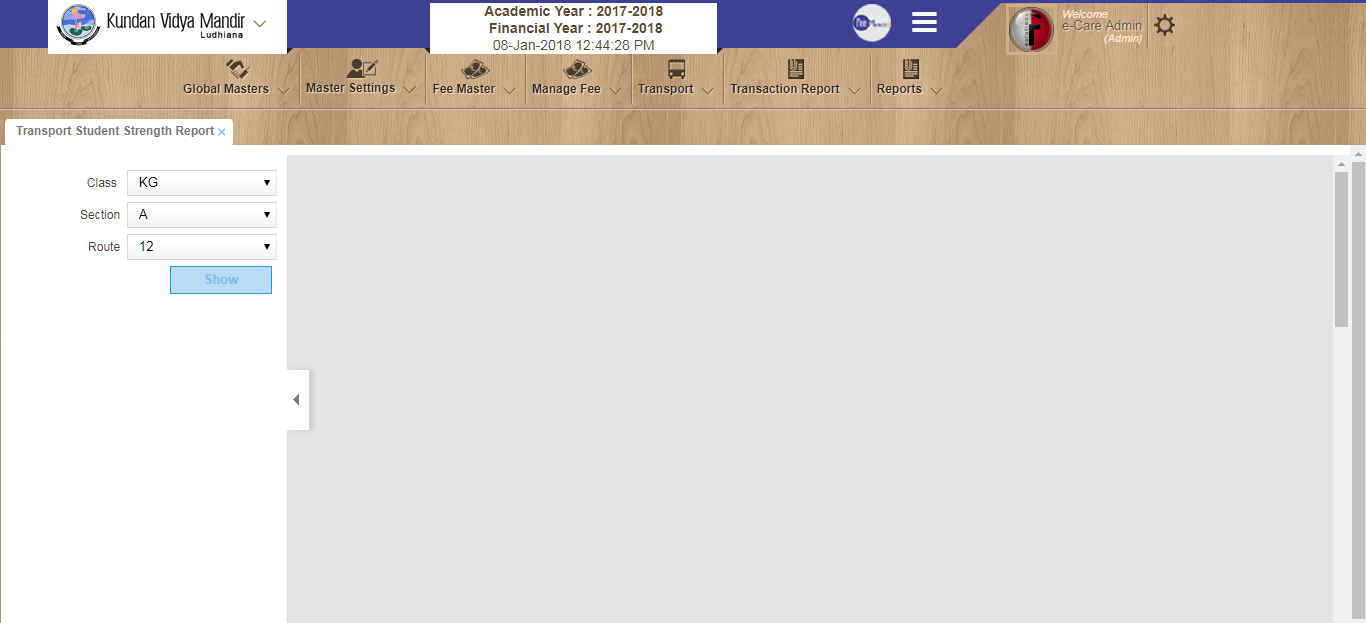 Kundan Vidya Mandir
Ludhiana
Academic Year : 2017-2018
Financial Year : 2017-2018
08-Jan-2018 12:44:28 PM
Welcome
e-Care Admin
(Admin)
Global Masters
Master Settings
Fee Master
Manage Fee
Transport
Transaction Report
Reports
Transport Student Strength Report ×
Class KG
Section A
Route 12
Show